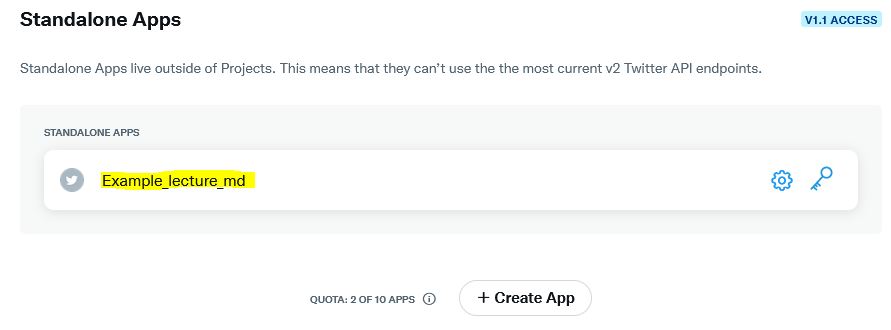 Standalone Apps
V1.1 ACCESS
Standalone Apps live outside of Projects. This means that they can't use the the most current v2 Twitter API endpoints.
STANDALONE APPS
Example_lecture_md
QUOTA: 2 OF 10 APPS
+ Create App